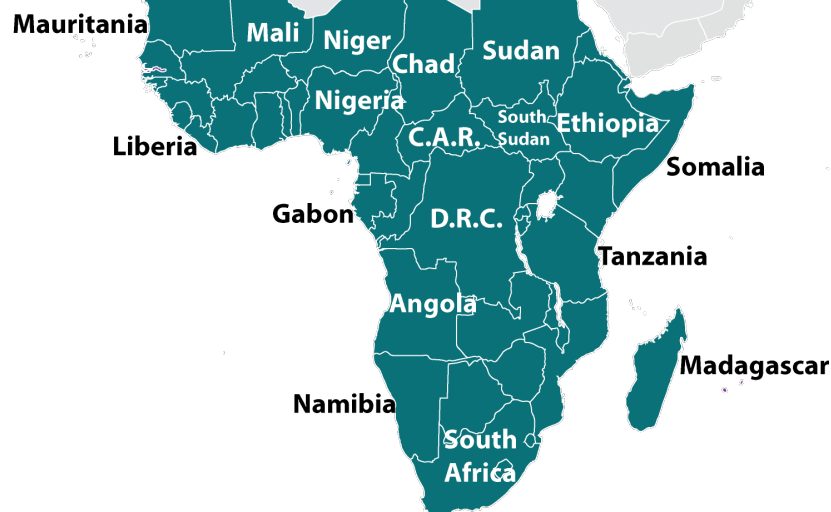 Mauritania
Mali
Niger
Chad
Sudan
Nigeria
South
Sudan
Ethiopia
C.A.R.
Liberia
Somalia
Gabon
D.R.C.
Tanzania
Angola
Madagascar
Namibia
South
Africa